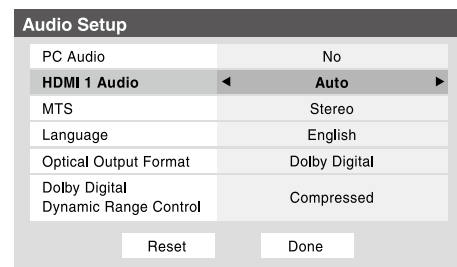 Audio Setup
PC Audio No
HDMI 1 Audio ◀ Auto ▶
MTS Stereo
Language English
Optical Output Format Dolby Digital
Dolby Digital
Dynamic Range Control Compressed
Reset Done